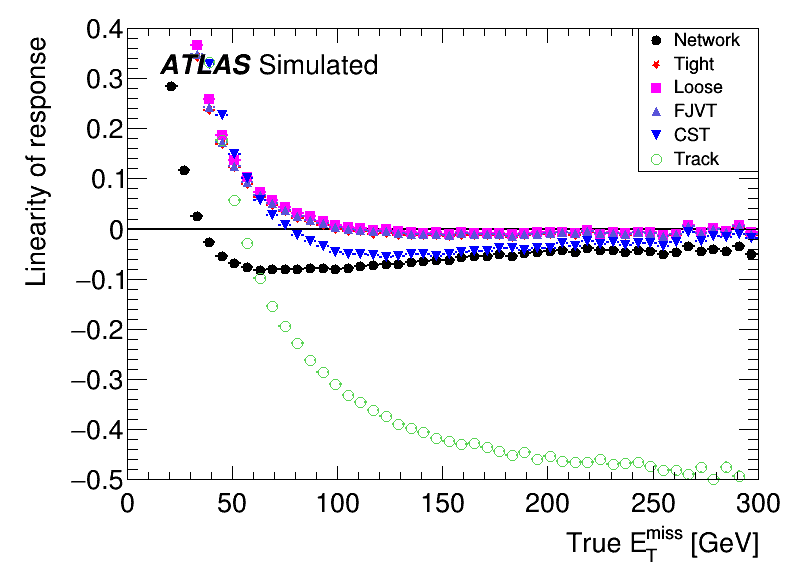 0.4
0.3
0.2
0.1
0
−0.1
−0.2
−0.3
−0.4
−0.5
Linearity of response
ATLAS Simulated
Network
Tight
Loose
FJVT
CST
Track
0 50 100 150 200 250 300
True E_T^miss [GeV]